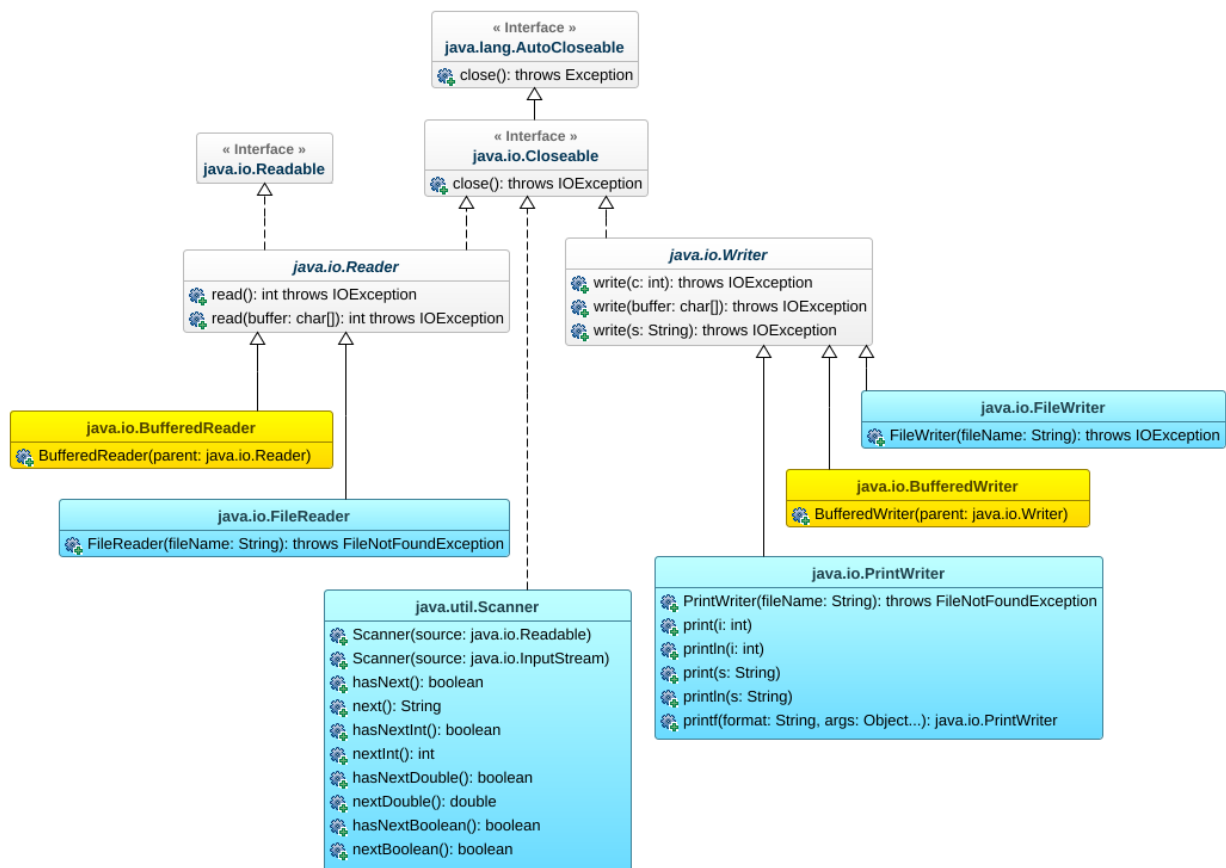 « Interface »
java.lang.AutoCloseable
close(): throws Exception
« Interface »
java.io.Readable
« Interface »
java.io.Closeable
close(): throws IOException
java.io.Reader
read(): int throws IOException
read(buffer: char[]): int throws IOException
java.io.Writer
write(c: int): throws IOException
write(buffer: char[]): throws IOException
write(s: String): throws IOException
java.io.BufferedReader
BufferedReader(parent: java.io.Reader)
java.io.FileReader
FileReader(fileName: String): throws FileNotFoundException
java.io.FileWriter
FileWriter(fileName: String): throws IOException
java.io.BufferedWriter
BufferedWriter(parent: java.io.Writer)
java.util.Scanner
Scanner(source: java.io.Readable)
Scanner(source: java.io.InputStream)
hasNext(): boolean
next(): String
hasNextInt(): boolean
nextInt(): int
hasNextDouble(): boolean
nextDouble(): double
hasNextBoolean(): boolean
nextBoolean(): boolean
java.io.PrintWriter
PrintWriter(fileName: String): throws FileNotFoundException
print(i: int)
println(i: int)
print(s: String)
println(s: String)
printf(format: String, args: Object...): java.io.PrintWriter